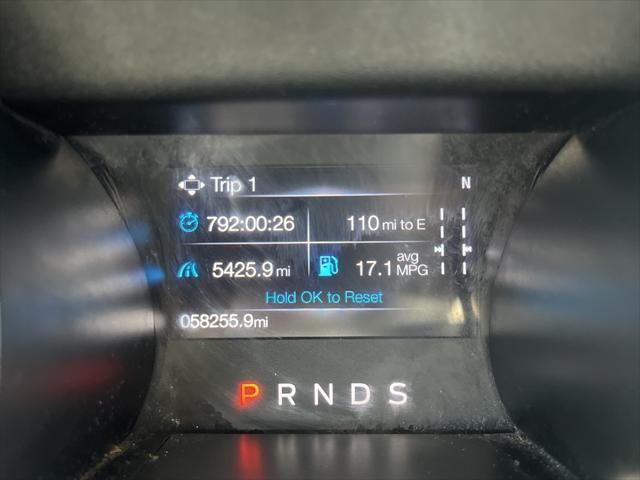 Trip 1 N
792:00:26 110 mi to E
5425.9 mi 17.1 avg MPG
Hold OK to Reset
058255.9mi
P R N D S